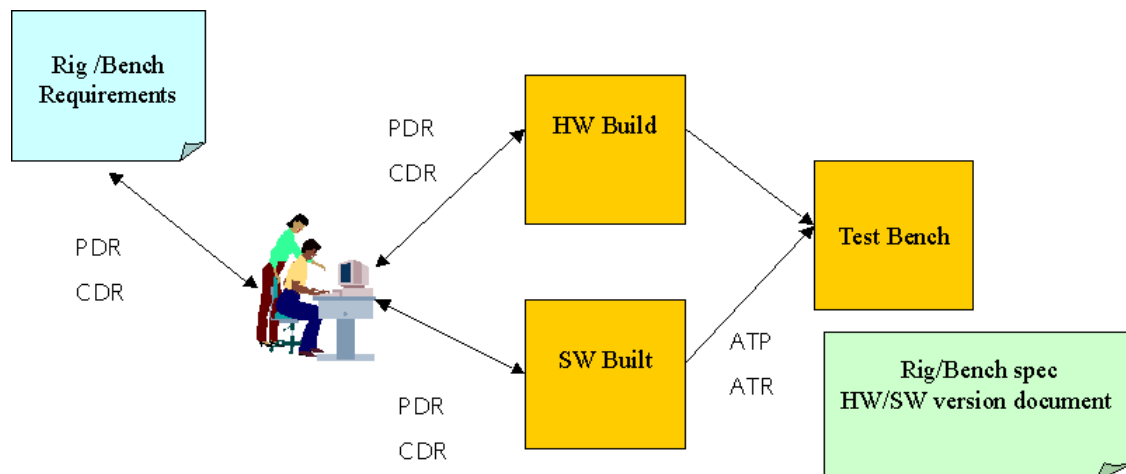 Rig /Bench
Requirements
PDR
CDR
PDR
CDR
HW Build
Test Bench
SW Built
PDR
CDR
ATP
ATR
Rig/Bench spec
HW/SW version document